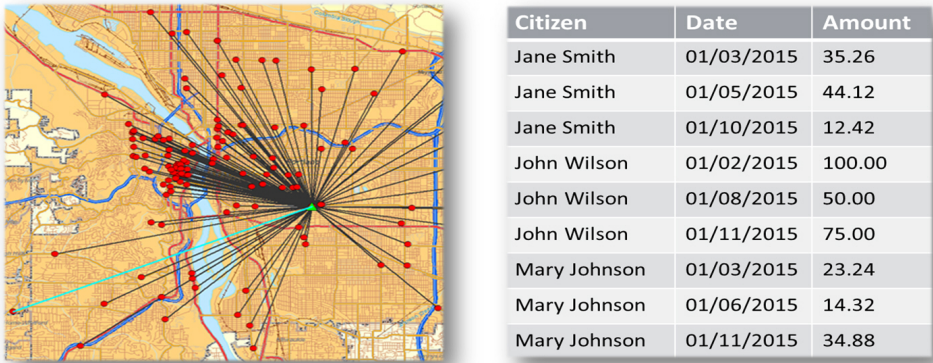 Citizen Date Amount
Jane Smith 01/03/2015 35.26
Jane Smith 01/05/2015 44.12
Jane Smith 01/10/2015 12.42
John Wilson 01/02/2015 100.00
John Wilson 01/08/2015 50.00
John Wilson 01/11/2015 75.00
Mary Johnson 01/03/2015 23.24
Mary Johnson 01/06/2015 14.32
Mary Johnson 01/11/2015 34.88